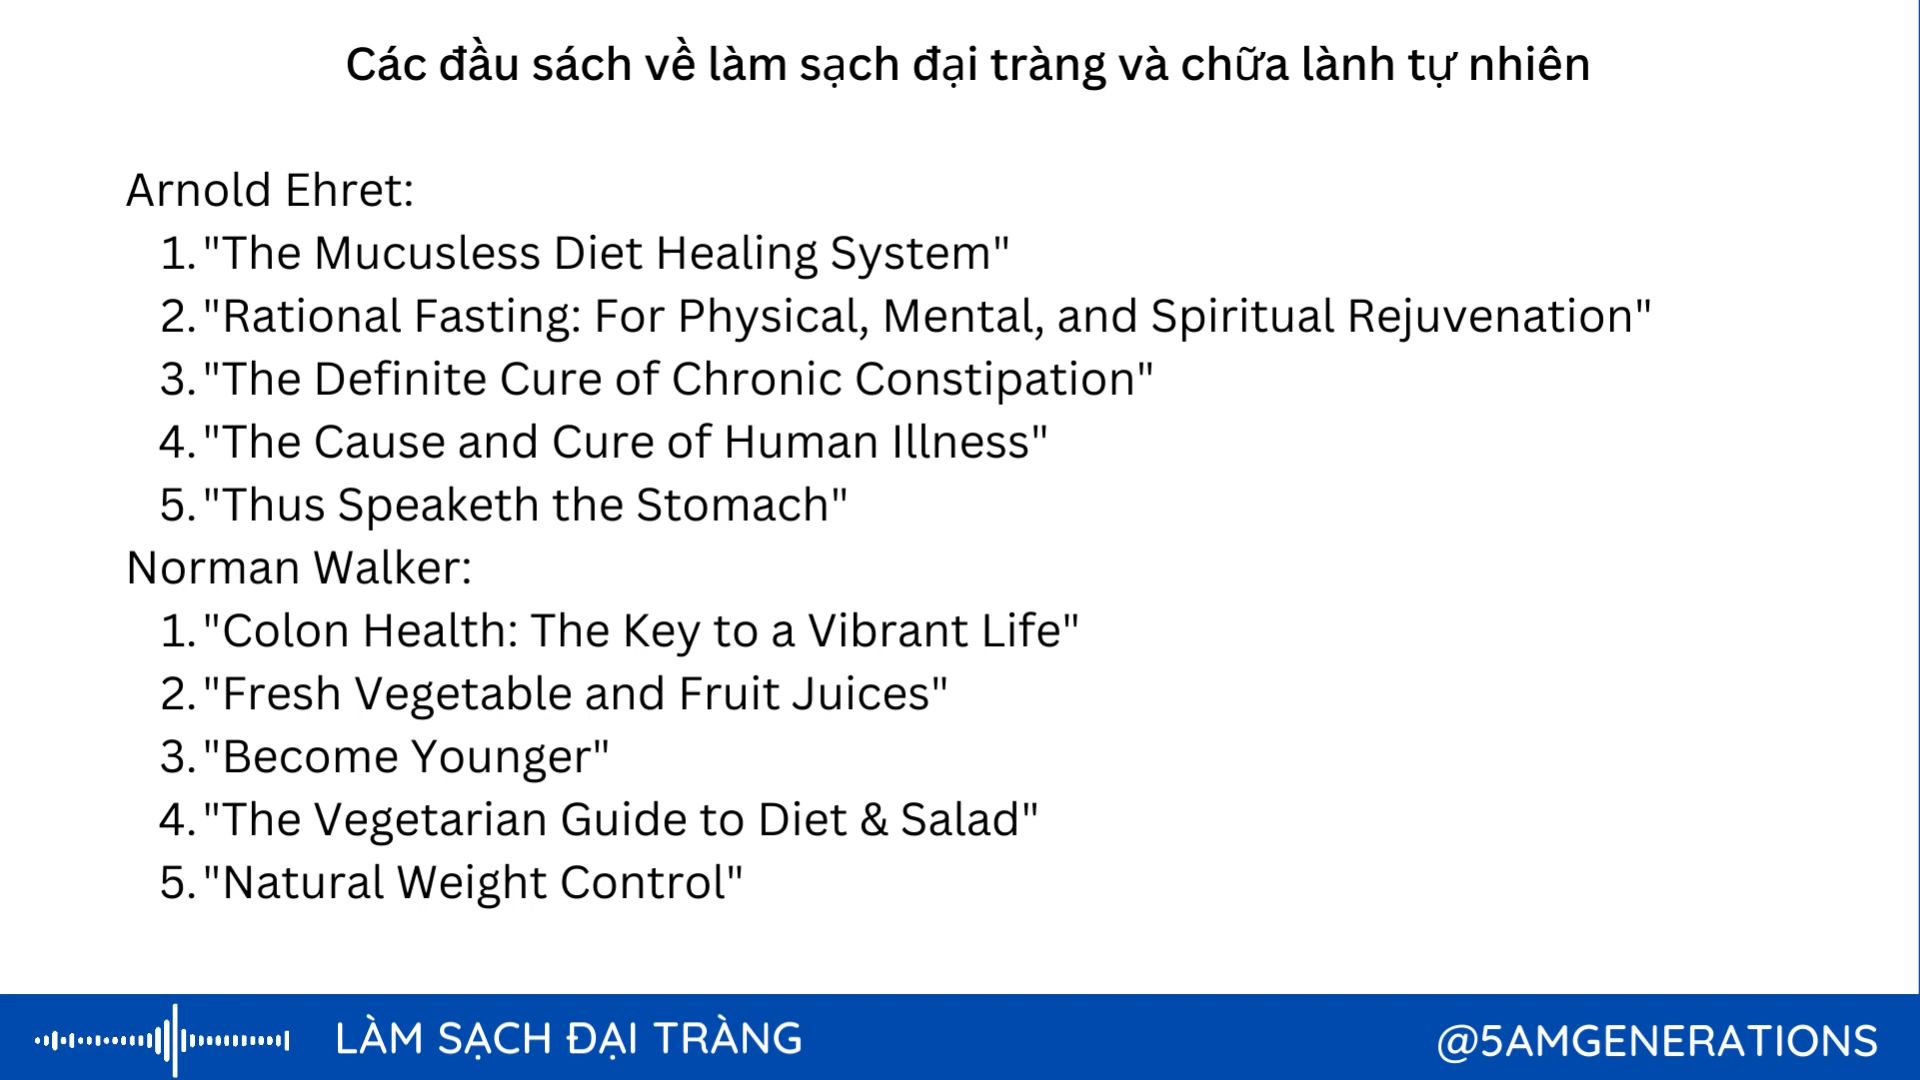 Các đầu sách về làm sạch đại tràng và chữa lành tự nhiên
Arnold Ehret:
1. "The Mucusless Diet Healing System"
2. "Rational Fasting: For Physical, Mental, and Spiritual Rejuvenation"
3. "The Definite Cure of Chronic Constipation"
4. "The Cause and Cure of Human Illness"
5. "Thus Speaketh the Stomach"
Norman Walker:
1. "Colon Health: The Key to a Vibrant Life"
2. "Fresh Vegetable and Fruit Juices"
3. "Become Younger"
4. "The Vegetarian Guide to Diet & Salad"
5. "Natural Weight Control"
LÀM SẠCH ĐẠI TRÀNG
@5AMGENERATIONS